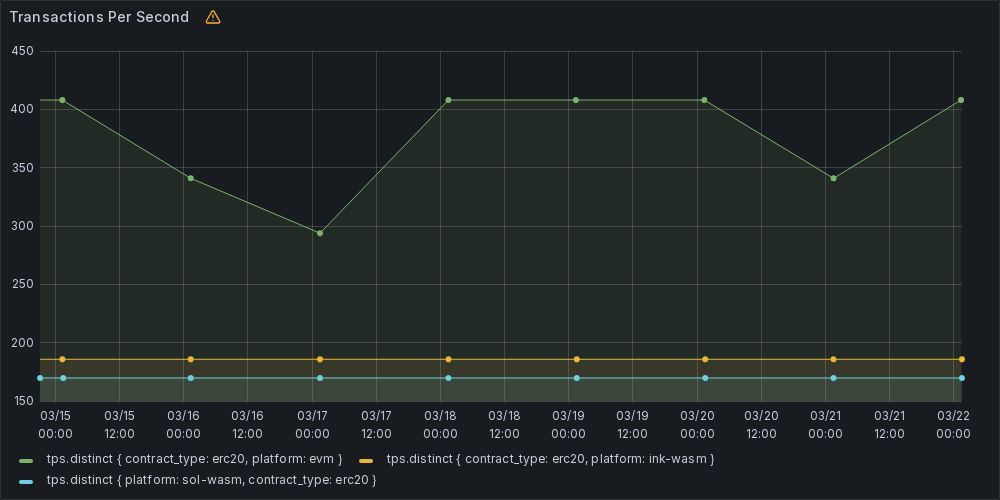 Transactions Per Second
450
400
350
300
250
200
150
03/15 03/15 03/16 03/16 03/17 03/17 03/18 03/18 03/19 03/19 03/20 03/20 03/21 03/21 03/22
00:00 12:00 00:00 12:00 00:00 12:00 00:00 12:00 00:00 12:00 00:00 12:00 00:00 12:00 00:00
tps.distinct { contract_type: erc20, platform: evm } tps.distinct { contract_type: erc20, platform: ink-wasm }
tps.distinct { platform: sol-wasm, contract_type: erc20 }